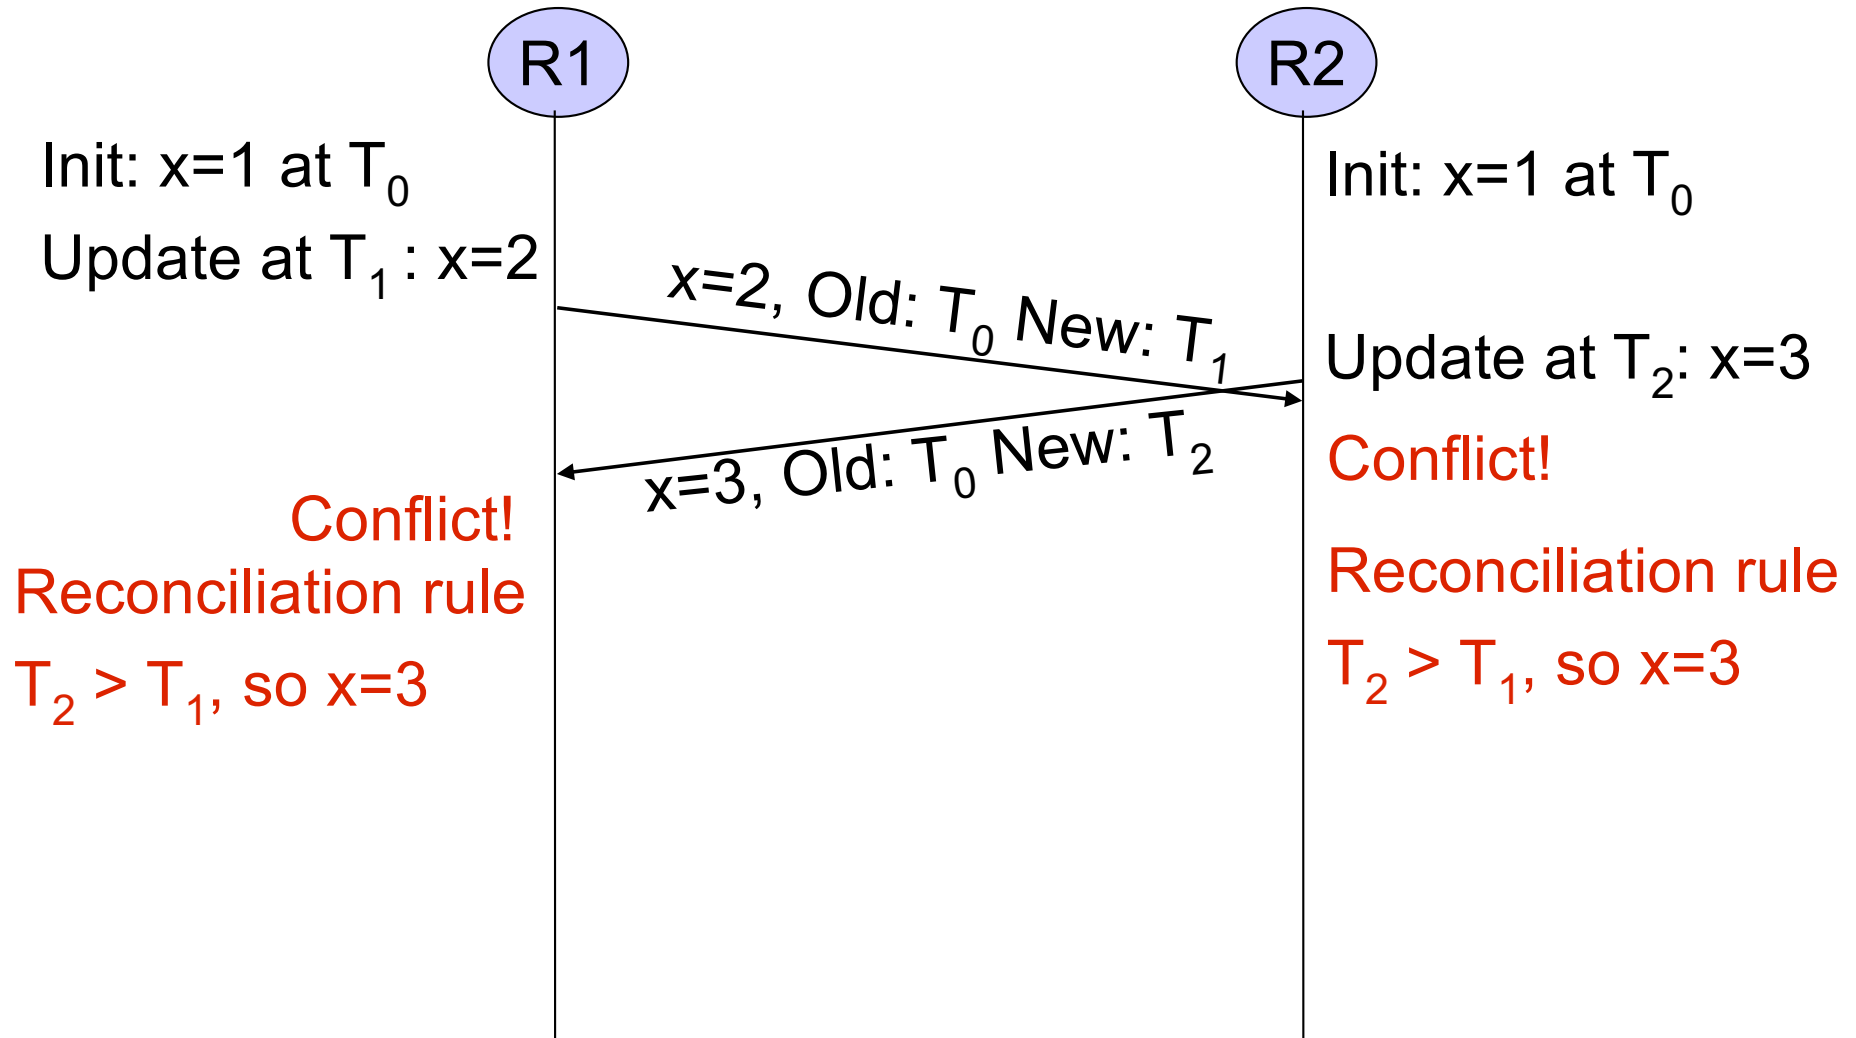 R1
R2
Init: x=1 at T₀
Init: x=1 at T₀
Update at T₁ : x=2
x=2, Old: T₀ New: T₁
Update at T₂: x=3
x=3, Old: T₀ New: T₂
Conflict!
Conflict!
Reconciliation rule
Reconciliation rule
T₂ > T₁, so x=3
T₂ > T₁, so x=3